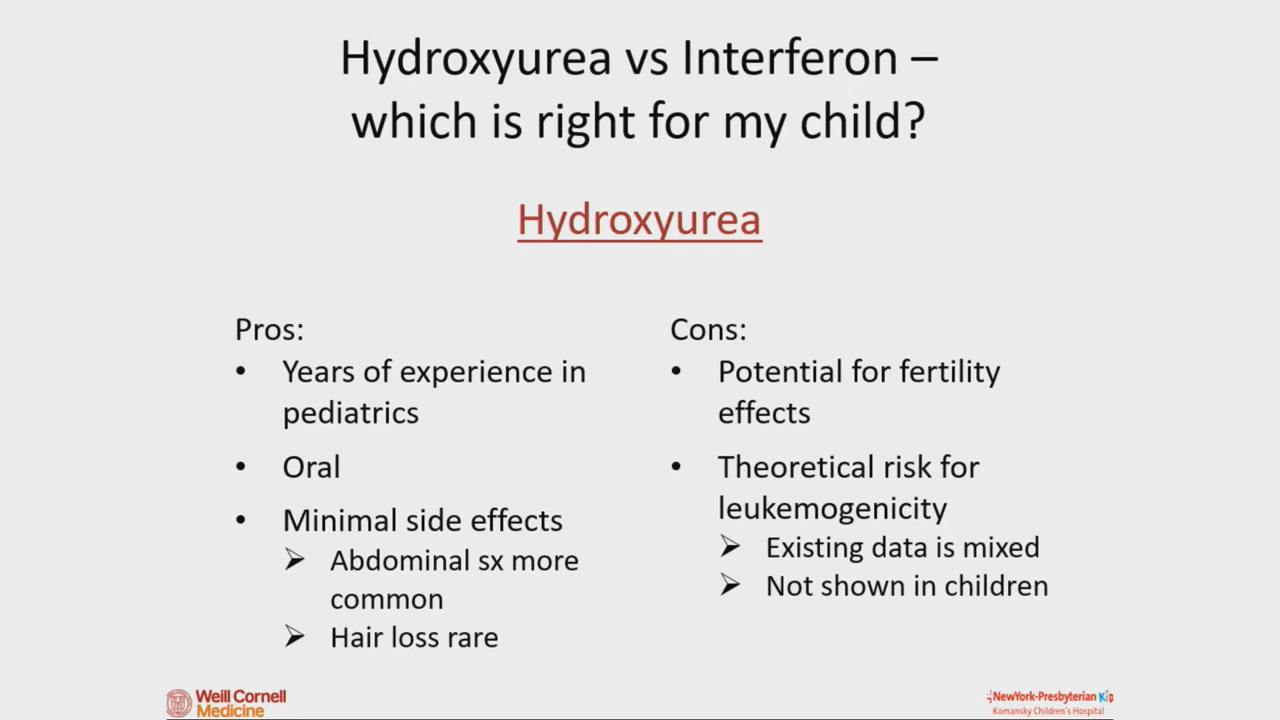 Hydroxyurea vs Interferon –
which is right for my child?
Hydroxyurea
Pros:
• Years of experience in
pediatrics
• Oral
• Minimal side effects
➢ Abdominal sx more
common
➢ Hair loss rare
Cons:
• Potential for fertility
effects
• Theoretical risk for
leukemogenicity
➢ Existing data is mixed
➢ Not shown in children
Weill Cornell
Medicine
NewYork-Presbyterian Kids
Komansky Children's Hospital